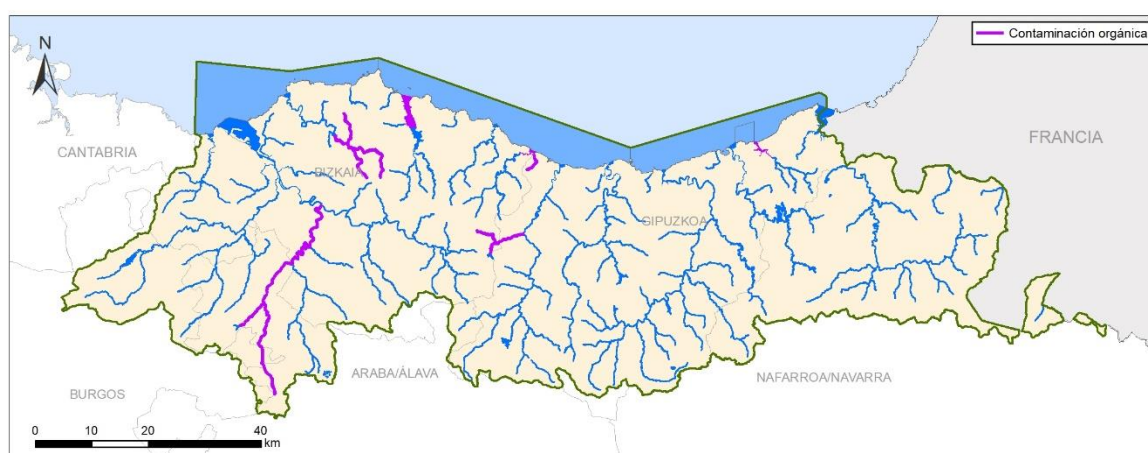 Contaminación orgánica
N
CANTABRIA
FRANCIA
BIZKAIA
GIPUZKOA
ARABA/ÁLAVA
NAFARROA/NAVARRA
BURGOS
0 10 20 40
km